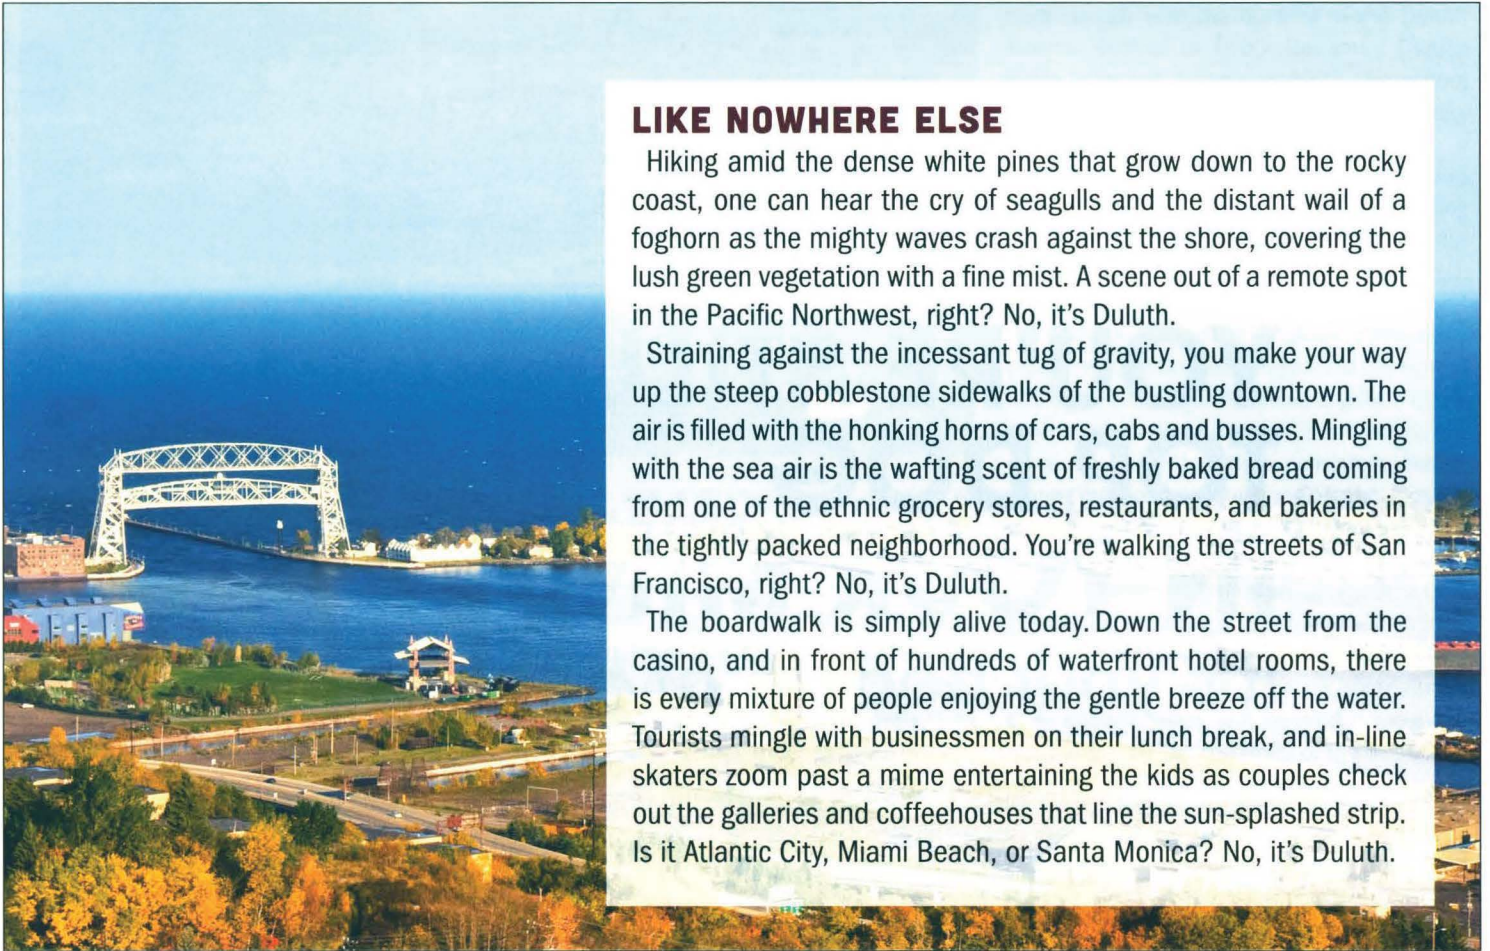 LIKE NOWHERE ELSE
Hiking amid the dense white pines that grow down to the rocky
coast, one can hear the cry of seagulls and the distant wail of a
foghorn as the mighty waves crash against the shore, covering the
lush green vegetation with a fine mist. A scene out of a remote spot
in the Pacific Northwest, right? No, it's Duluth.
Straining against the incessant tug of gravity, you make your way
up the steep cobblestone sidewalks of the bustling downtown. The
air is filled with the honking horns of cars, cabs and busses. Mingling
with the sea air is the wafting scent of freshly baked bread coming
from one of the ethnic grocery stores, restaurants, and bakeries in
the tightly packed neighborhood. You're walking the streets of San
Francisco, right? No, it's Duluth.
The boardwalk is simply alive today. Down the street from the
casino, and in front of hundreds of waterfront hotel rooms, there
is every mixture of people enjoying the gentle breeze off the water.
Tourists mingle with businessmen on their lunch break, and in-line
skaters zoom past a mime entertaining the kids as couples check
out the galleries and coffeehouses that line the sun-splashed strip.
Is it Atlantic City, Miami Beach, or Santa Monica? No, it's Duluth.